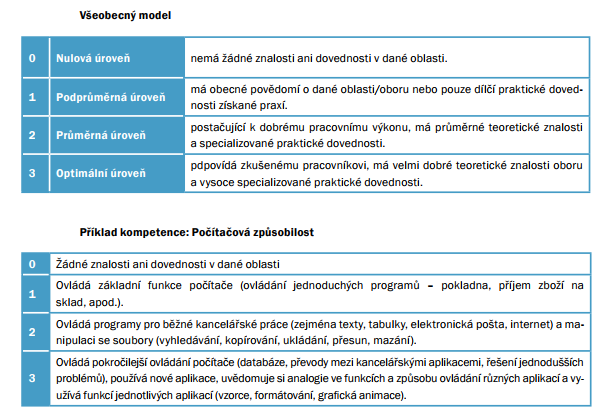 Všeobecný model
0 Nulová úroveň nemá žádné znalosti ani dovednosti v dané oblasti.
1 Podprůměrná úroveň má obecné povědomí o dané oblasti/oboru nebo pouze dílčí praktické doved-
nosti získané praxí.
2 Průměrná úroveň postačující k dobrému pracovnímu výkonu, má průměrné teoretické znalosti
a specializované praktické dovednosti.
3 Optimální úroveň pdpovídá zkušenému pracovníkovi, má velmi dobré teoretické znalosti oboru
a vysoce specializované praktické dovednosti.
Příklad kompetence: Počítačová způsobilost
0 Žádné znalosti ani dovednosti v dané oblasti
1 Ovládá základní funkce počítače (ovládání jednoduchých programů – pokladna, příjem zboží na
sklad, apod.).
2 Ovládá programy pro běžné kancelářské práce (zejména texty, tabulky, elektronická pošta, internet) a ma-
nipulaci se soubory (vyhledávání, kopírování, ukládání, přesun, mazání).
3 Ovládá pokročilejší ovládání počítače (databáze, převody mezi kancelářskými aplikacemi, řešení jednodušších
problémů), používá nové aplikace, uvědomuje si analogie ve funkcích a způsobu ovládání různých aplikací a vy-
užívá funkcí jednotlivých aplikací (vzorce, formátování, grafická animace).